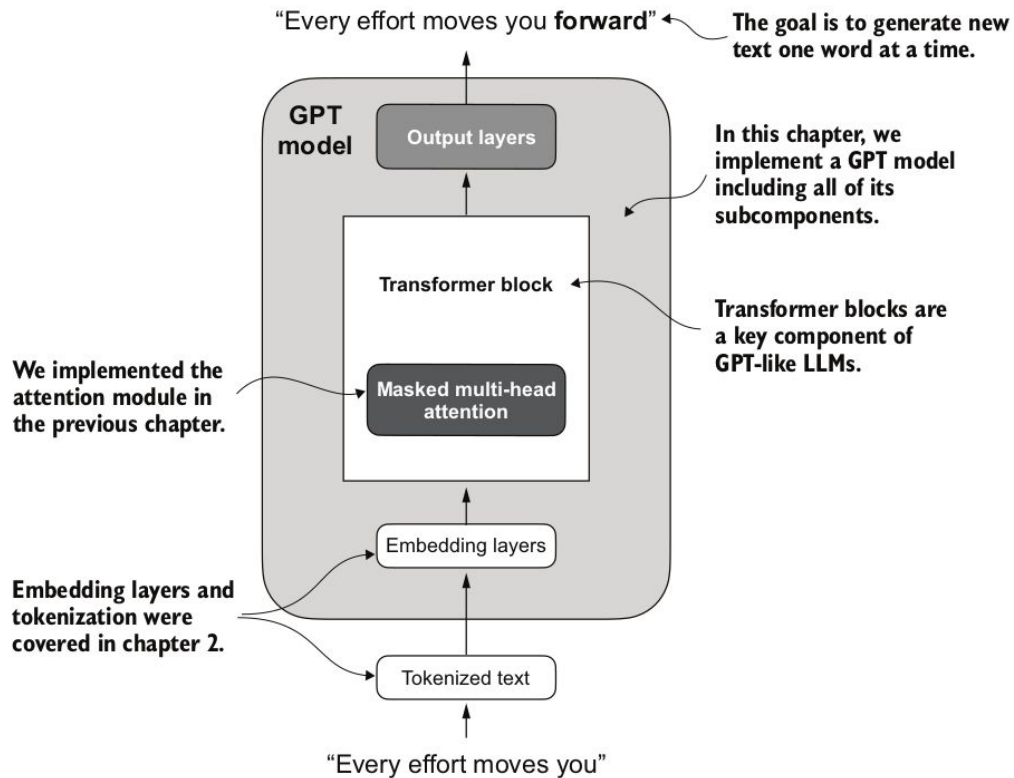 “Every effort moves you forward”
The goal is to generate new
text one word at a time.
GPT
model
Output layers
In this chapter, we
implement a GPT model
including all of its
subcomponents.
Transformer block
Transformer blocks are
a key component of
GPT-like LLMs.
We implemented the
attention module in
the previous chapter.
Masked multi-head
attention
Embedding layers
Embedding layers and
tokenization were
covered in chapter 2.
Tokenized text
“Every effort moves you”